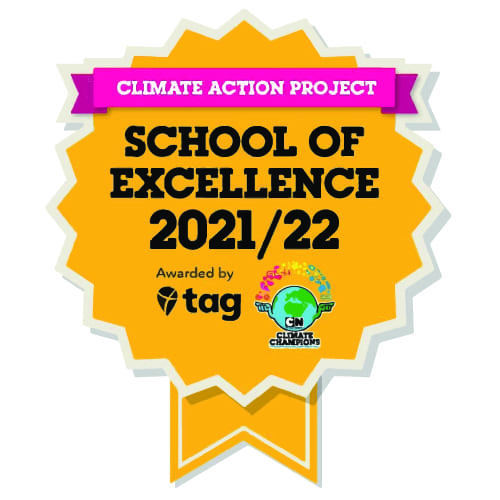 CLIMATE ACTION PROJECT
SCHOOL OF
EXCELLENCE
2021/22
Awarded by
tag
CN
CLIMATE
CHAMPIONS